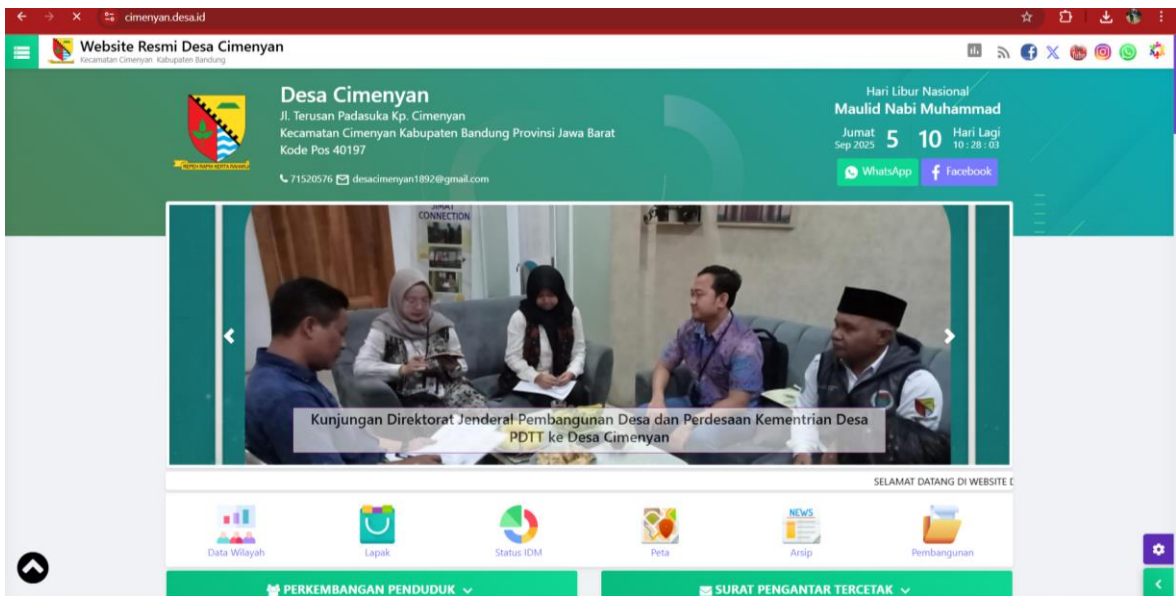 cimenyan.desa.id
Website Resmi Desa Cimenyan
Kecamatan Cimenyan Kabupaten Bandung
Desa Cimenyan
Jl. Terusan Padasuka Kp. Cimenyan
Kecamatan Cimenyan Kabupaten Bandung Provinsi Jawa Barat
Kode Pos 40197
71520576 desacimenyan1892@gmail.com
Hari Libur Nasional
Maulid Nabi Muhammad
Jumat 5 10 Hari Lagi
Sep 2025 10 : 28 : 03
WhatsApp Facebook
CONNECTION
Kunjungan Direktorat Jenderal Pembangunan Desa dan Perdesaan Kementrian Desa
PDTT ke Desa Cimenyan
SELAMAT DATANG DI WEBSITE D
NEWS
Data Wilayah Lapak Status IDM Peta Arsip Pembangunan
PERKEMBANGAN PENDUDUK SURAT PENGANTAR TERCETAK